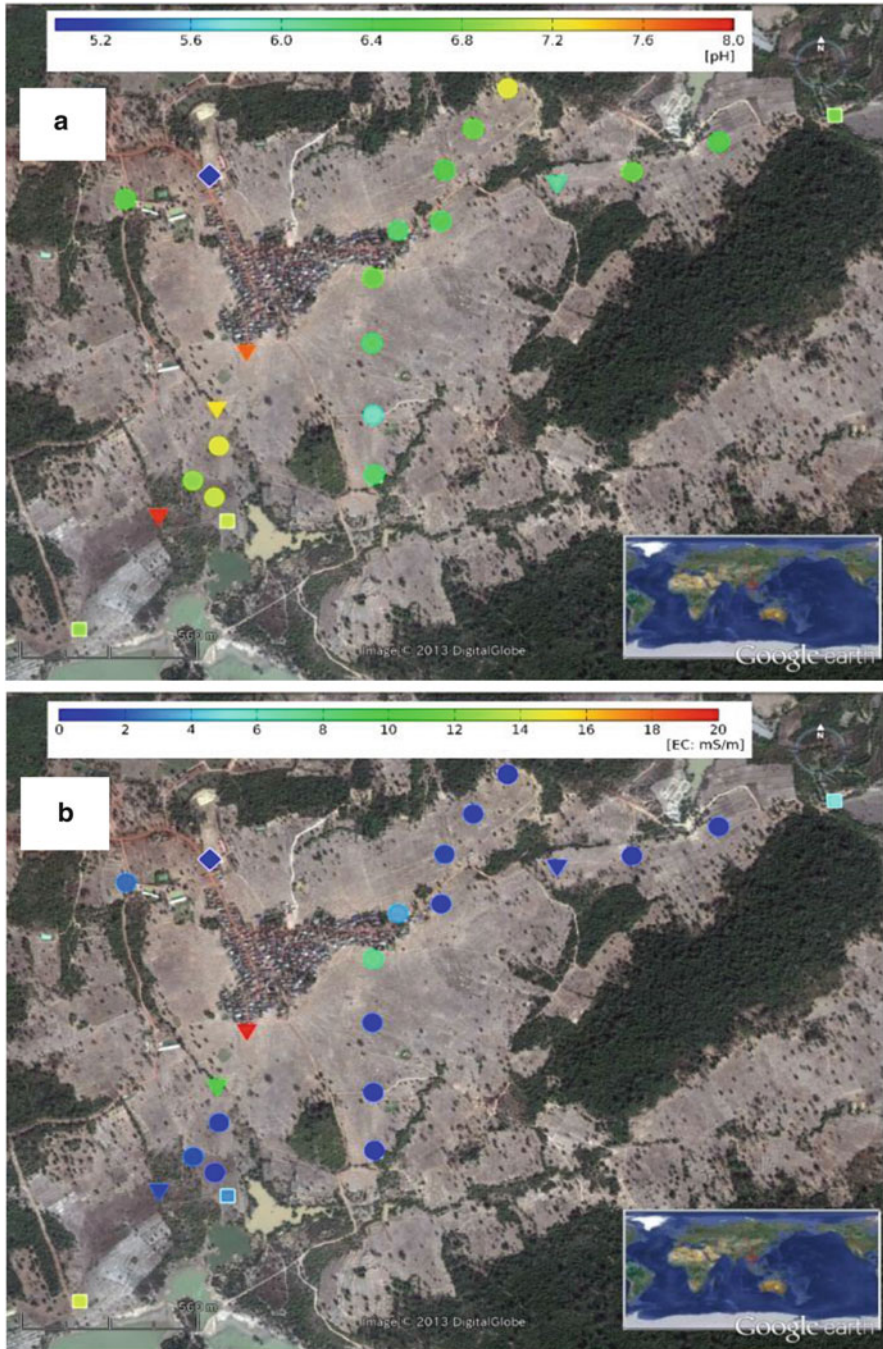 5.2 5.6 6.0 6.4 6.8 7.2 7.6 8.0
[pH]
N
a
Image © 2013 DigitalGlobe
Google earth
0 2 4 6 8 10 12 14 16 18 20
[EC: mS/m]
N
b
Image © 2013 DigitalGlobe
Google earth